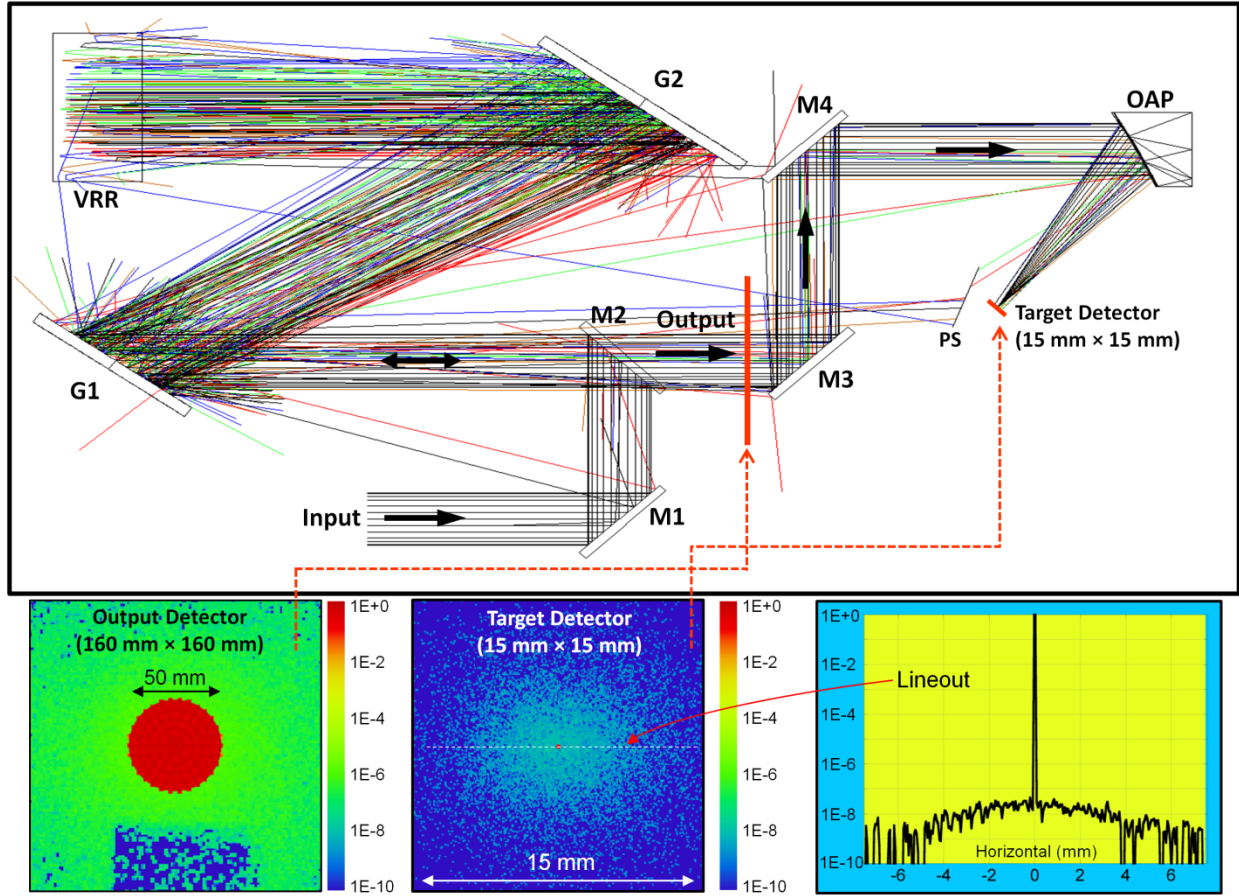 G2
M4
OAP
VRR
M2
Output
Target Detector
(15 mm × 15 mm)
PS
G1
M3
Input
M1
Output Detector
(160 mm × 160 mm)
50 mm
1E+0
1E-2
1E-4
1E-6
1E-8
1E-10
Target Detector
(15 mm × 15 mm)
15 mm
1E+0
1E-2
1E-4
1E-6
1E-8
1E-10
Lineout
1E+0
1E-2
1E-4
1E-6
1E-8
1E-10
Horizontal (mm)
-6 -4 -2 0 2 4 6